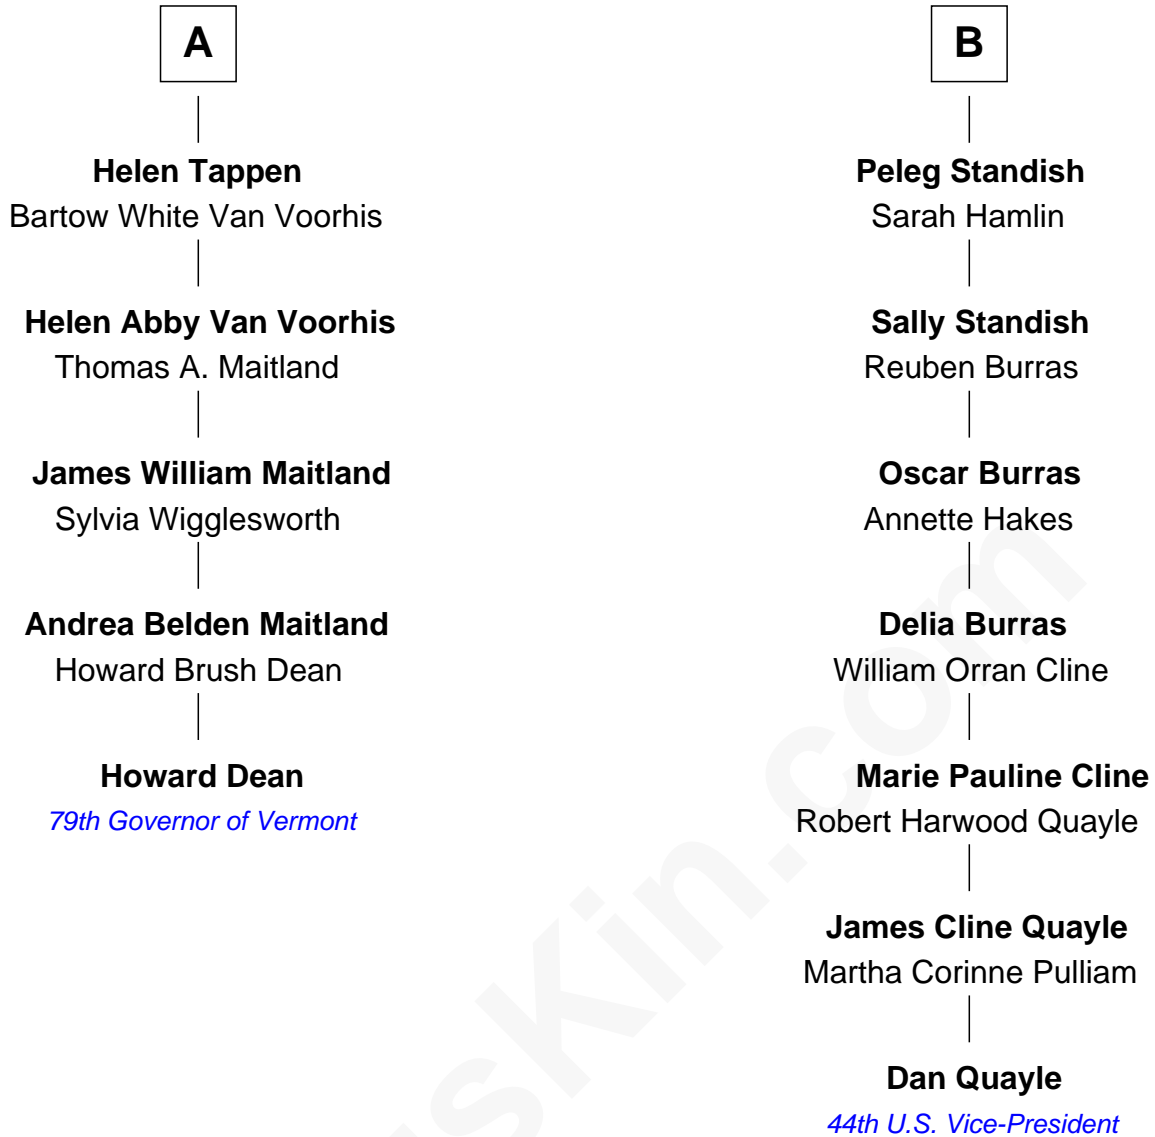 A
Helen Tappen
Bartow White Van Voorhis
Helen Abby Van Voorhis
Thomas A. Maitland
James William Maitland
Sylvia Wigglesworth
Andrea Belden Maitland
Howard Brush Dean
Howard Dean
79th Governor of Vermont
B
Peleg Standish
Sarah Hamlin
Sally Standish
Reuben Burras
Oscar Burras
Annette Hakes
Delia Burras
William Orran Cline
Marie Pauline Cline
Robert Harwood Quayle
James Cline Quayle
Martha Corinne Pulliam
Dan Quayle
44th U.S. Vice-President